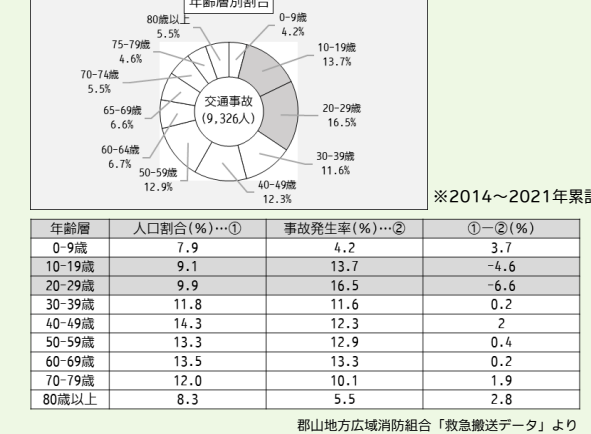 年齢層別割合
0-9歳
4.2%
10-19歳
13.7%
20-29歳
16.5%
30-39歳
11.6%
40-49歳
12.3%
50-59歳
12.9%
60-64歳
6.7%
65-69歳
6.6%
70-74歳
5.5%
75-79歳
4.6%
80歳以上
5.5%
交通事故
(9,326人)
※2014～2021年累計
年齢層 人口割合(%)…① 事故発生率(%)…② ①－②(%)
0-9歳 7.9 4.2 3.7
10-19歳 9.1 13.7 -4.6
20-29歳 9.9 16.5 -6.6
30-39歳 11.8 11.6 0.2
40-49歳 14.3 12.3 2
50-59歳 13.3 12.9 0.4
60-69歳 13.5 13.3 0.2
70-79歳 12.0 10.1 1.9
80歳以上 8.3 5.5 2.8
郡山地方広域消防組合「救急搬送データ」より